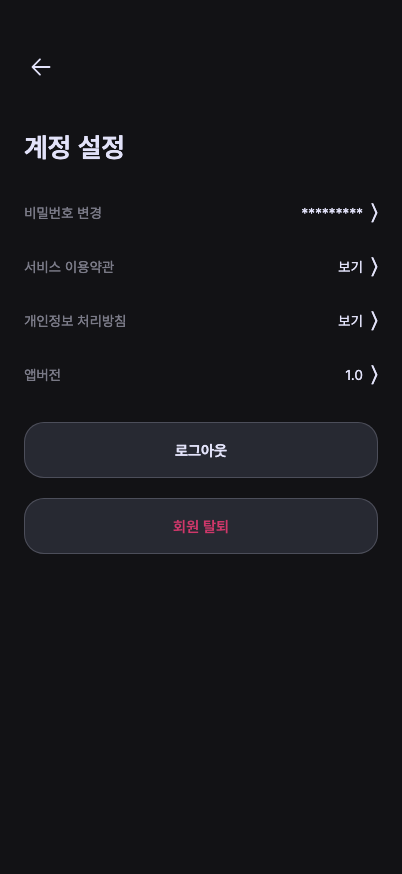 계정 설정
비밀번호 변경 *********
서비스 이용약관 보기
개인정보 처리방침 보기
앱버전 1.0
로그아웃
회원 탈퇴